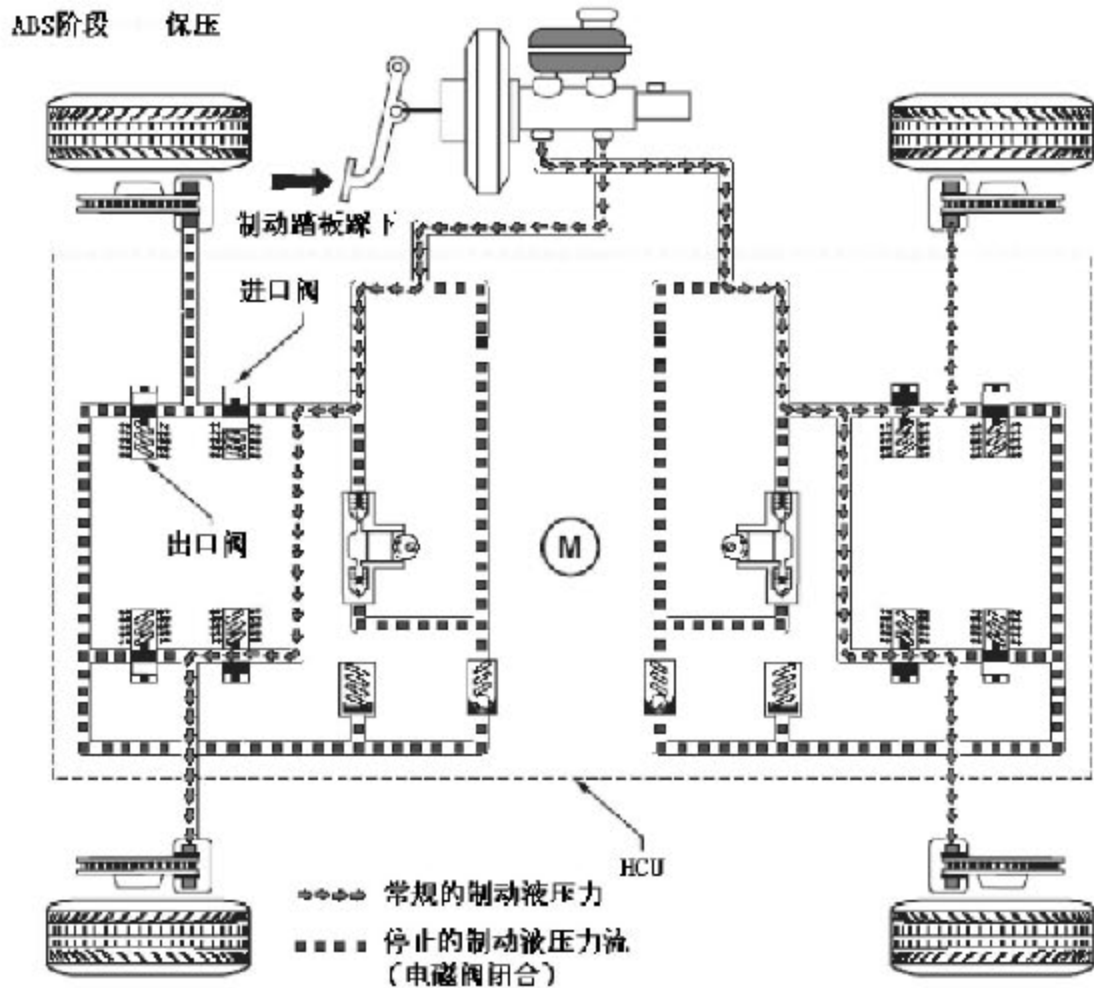 ABS阶段 保压
制动踏板踩下
进口阀
出口阀
M
HCU
常规的制动液压力
停止的制动液压力流
(电磁阀闭合)